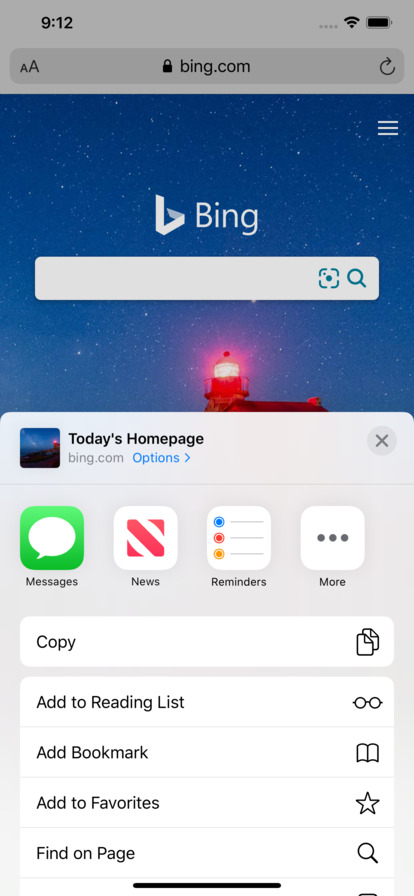 9:12
AA
bing.com
Bing
Today's Homepage
bing.com Options >
Messages
News
Reminders
More
Copy
Add to Reading List
Add Bookmark
Add to Favorites
Find on Page